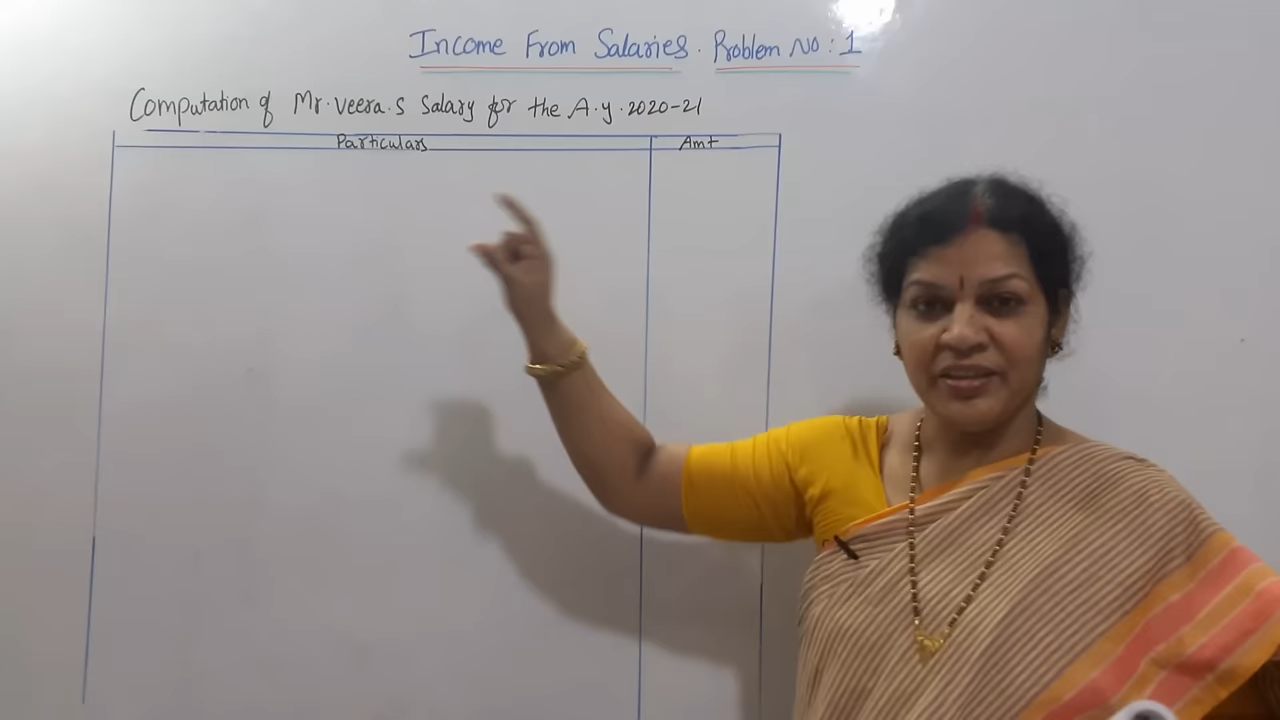 Income From Salaries. Problem No: 1
Computation of Mr. Veera.S Salary for the A.y. 2020-21
Particulars Amt